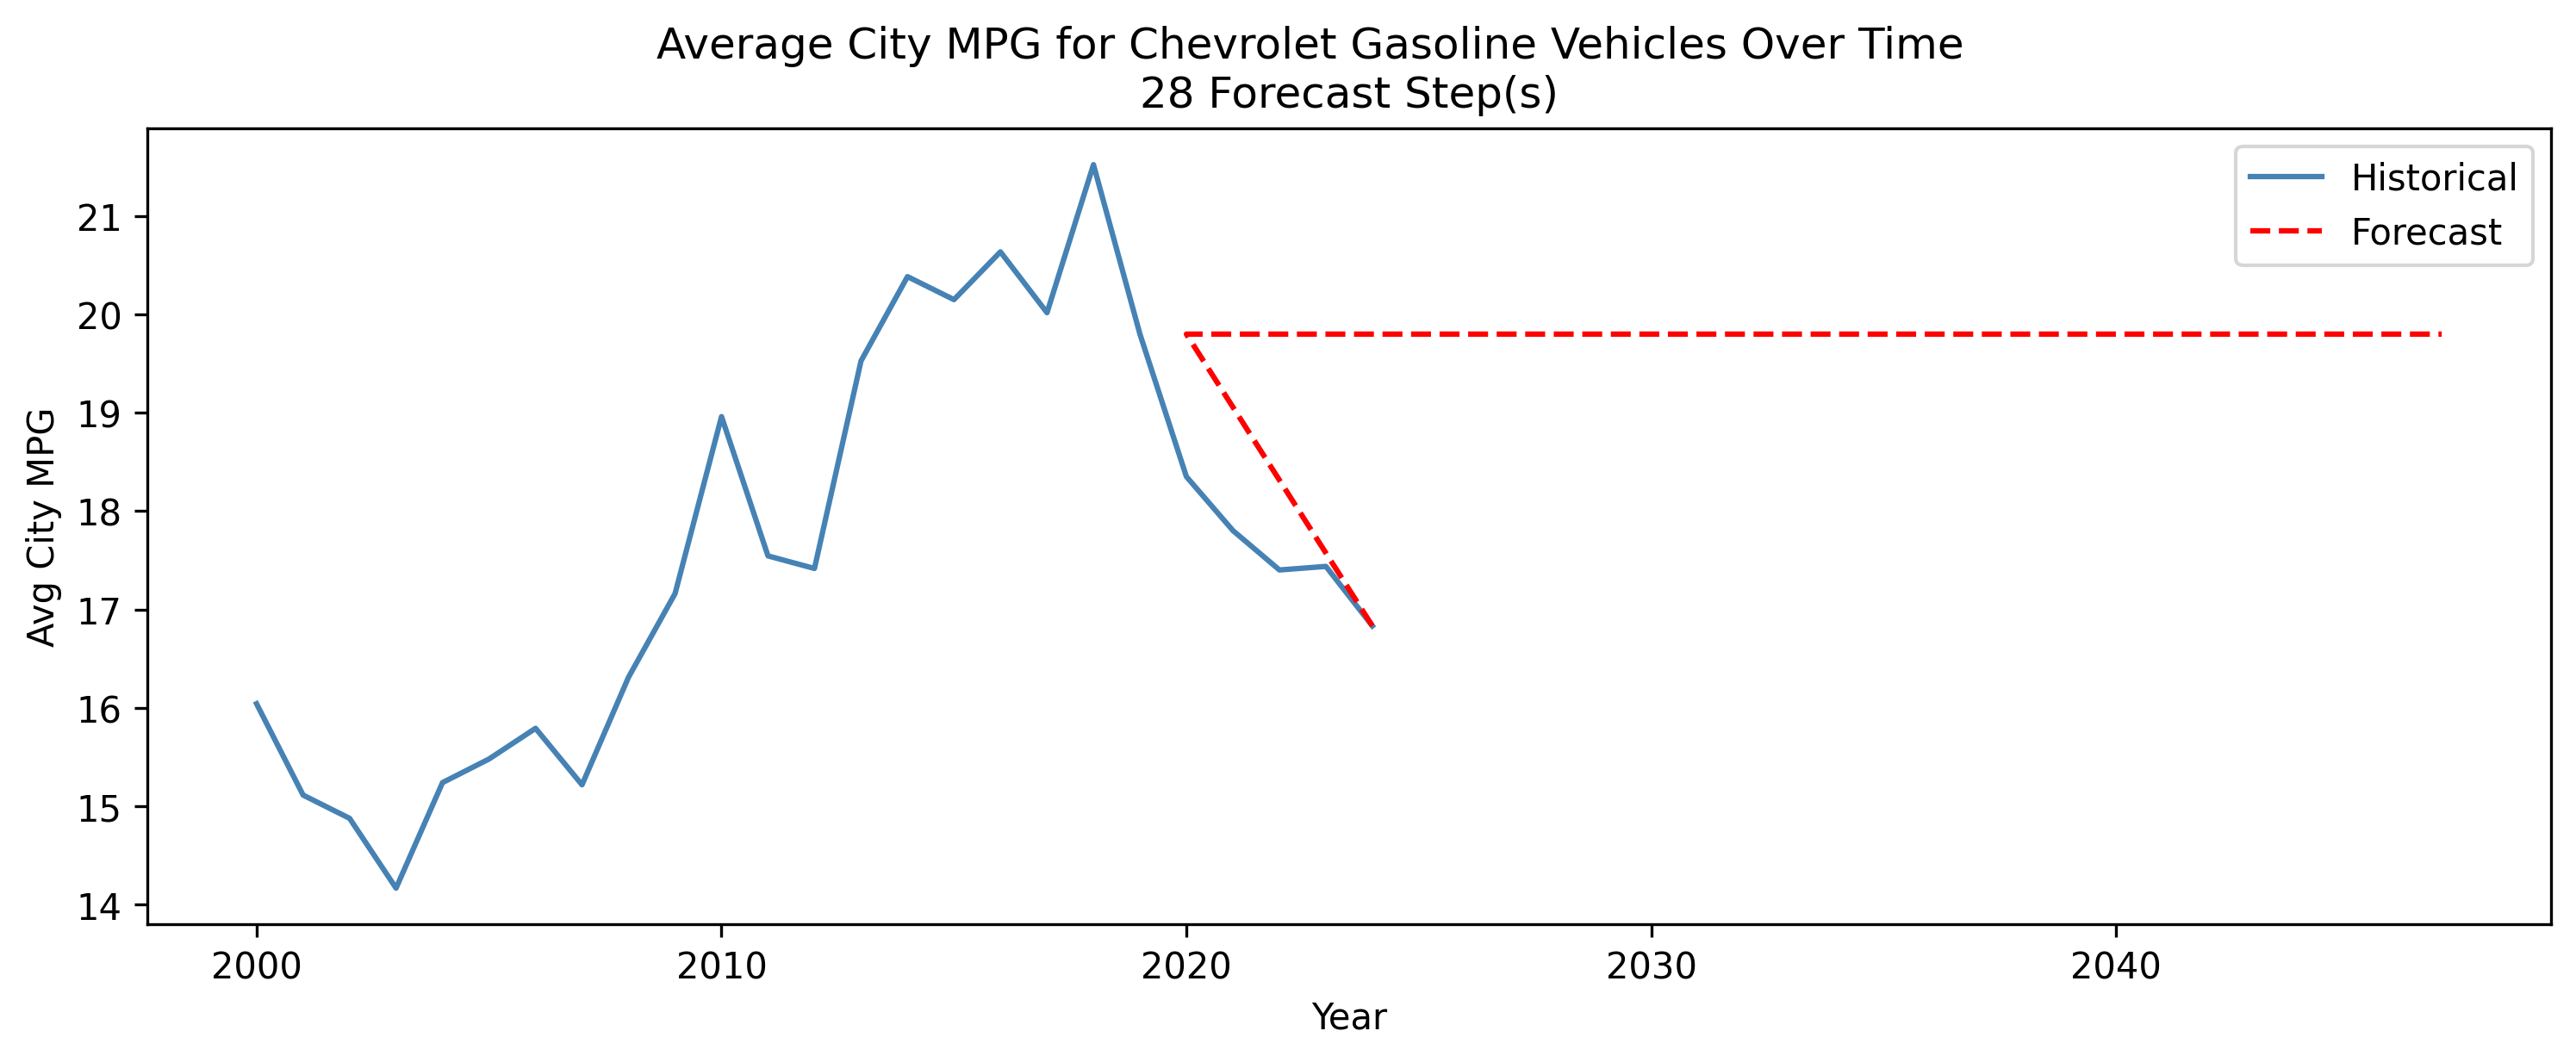 Average City MPG for Chevrolet Gasoline Vehicles Over Time
28 Forecast Step(s)
Historical
Forecast
Avg City MPG
21
20
19
18
17
16
15
14
2000
2010
2020
2030
2040
Year